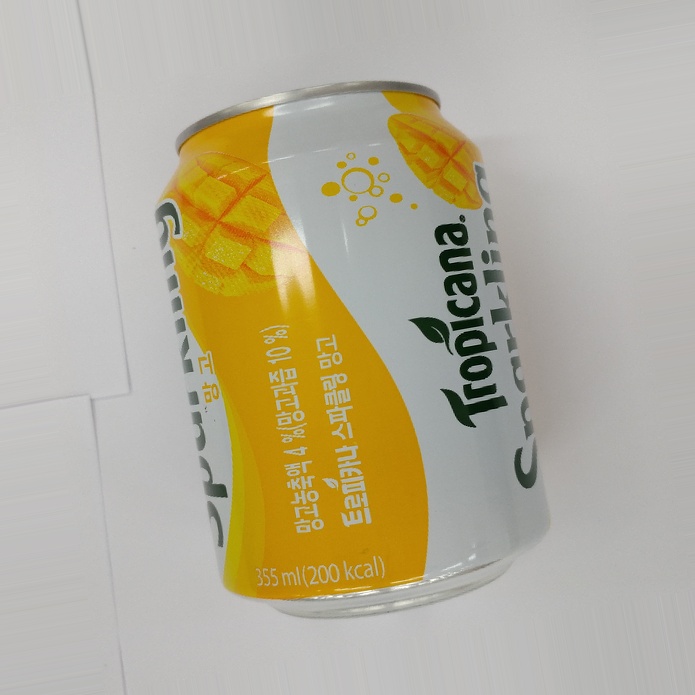 Sparkling
망고
망고농축액 4 %(망고과즙 10 %)
트로피카나 스파클링 망고
355 ml(200 kcal)
Tropicana®
Sparkling